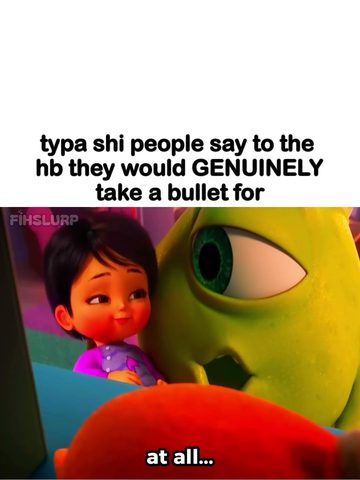 typa shi people say to the
hb they would GENUINELY
take a bullet for
FIHSLURP
at all...